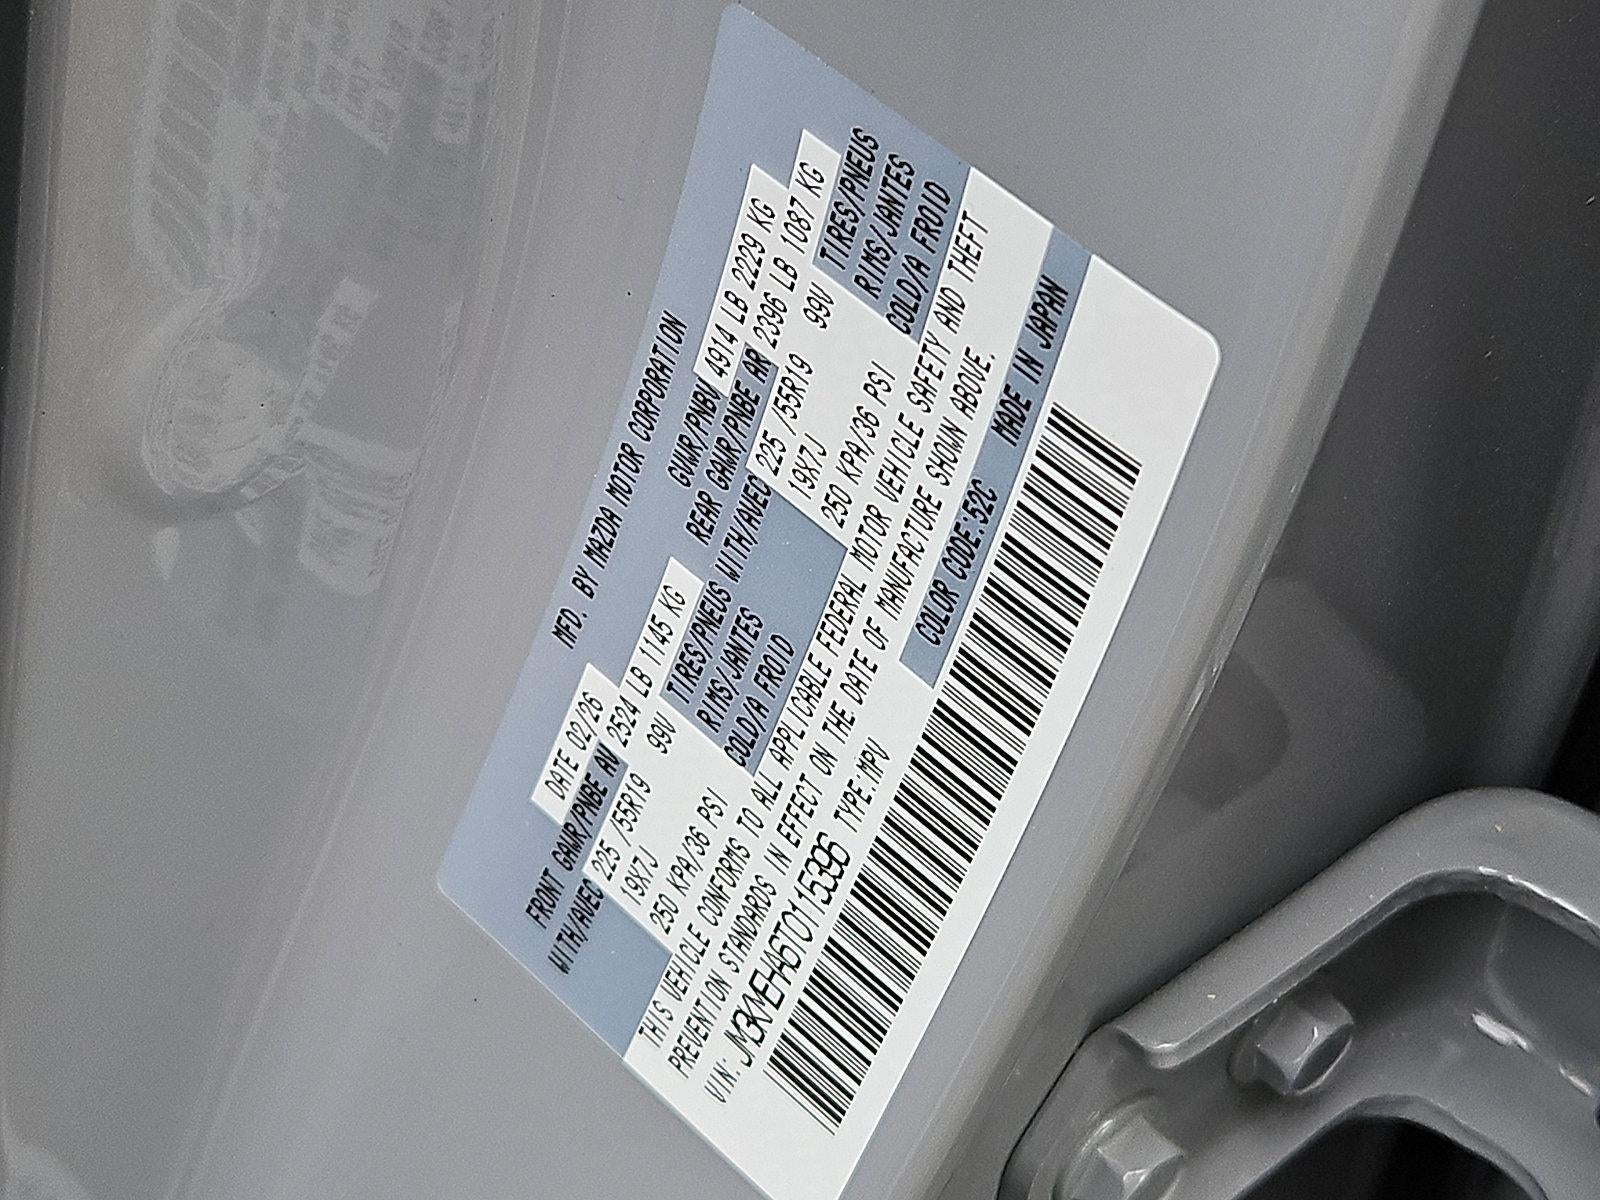 MFD. BY MAZDA MOTOR CORPORATION
DATE 02/26
GVWR/PNBV 4914 LB 2229 KG
FRONT GAWR/PNBE AV 2524 LB 1145 KG
REAR GAWR/PNBE AR 2396 LB 1087 KG
WITH/AVEC 225 /55R19 99V TIRES/PNEUS
WITH/AVEC 225 /55R19 99V TIRES/PNEUS
19X7J RIMS/JANTES
19X7J RIMS/JANTES
250 KPA/36 PSI COLD/A FROID
250 KPA/36 PSI COLD/A FROID
THIS VEHICLE CONFORMS TO ALL APPLICABLE FEDERAL MOTOR VEHICLE SAFETY AND THEFT
PREVENTION STANDARDS IN EFFECT ON THE DATE OF MANUFACTURE SHOWN ABOVE.
VIN: TYPE:MPV COLOR CODE:52C MADE IN JAPAN